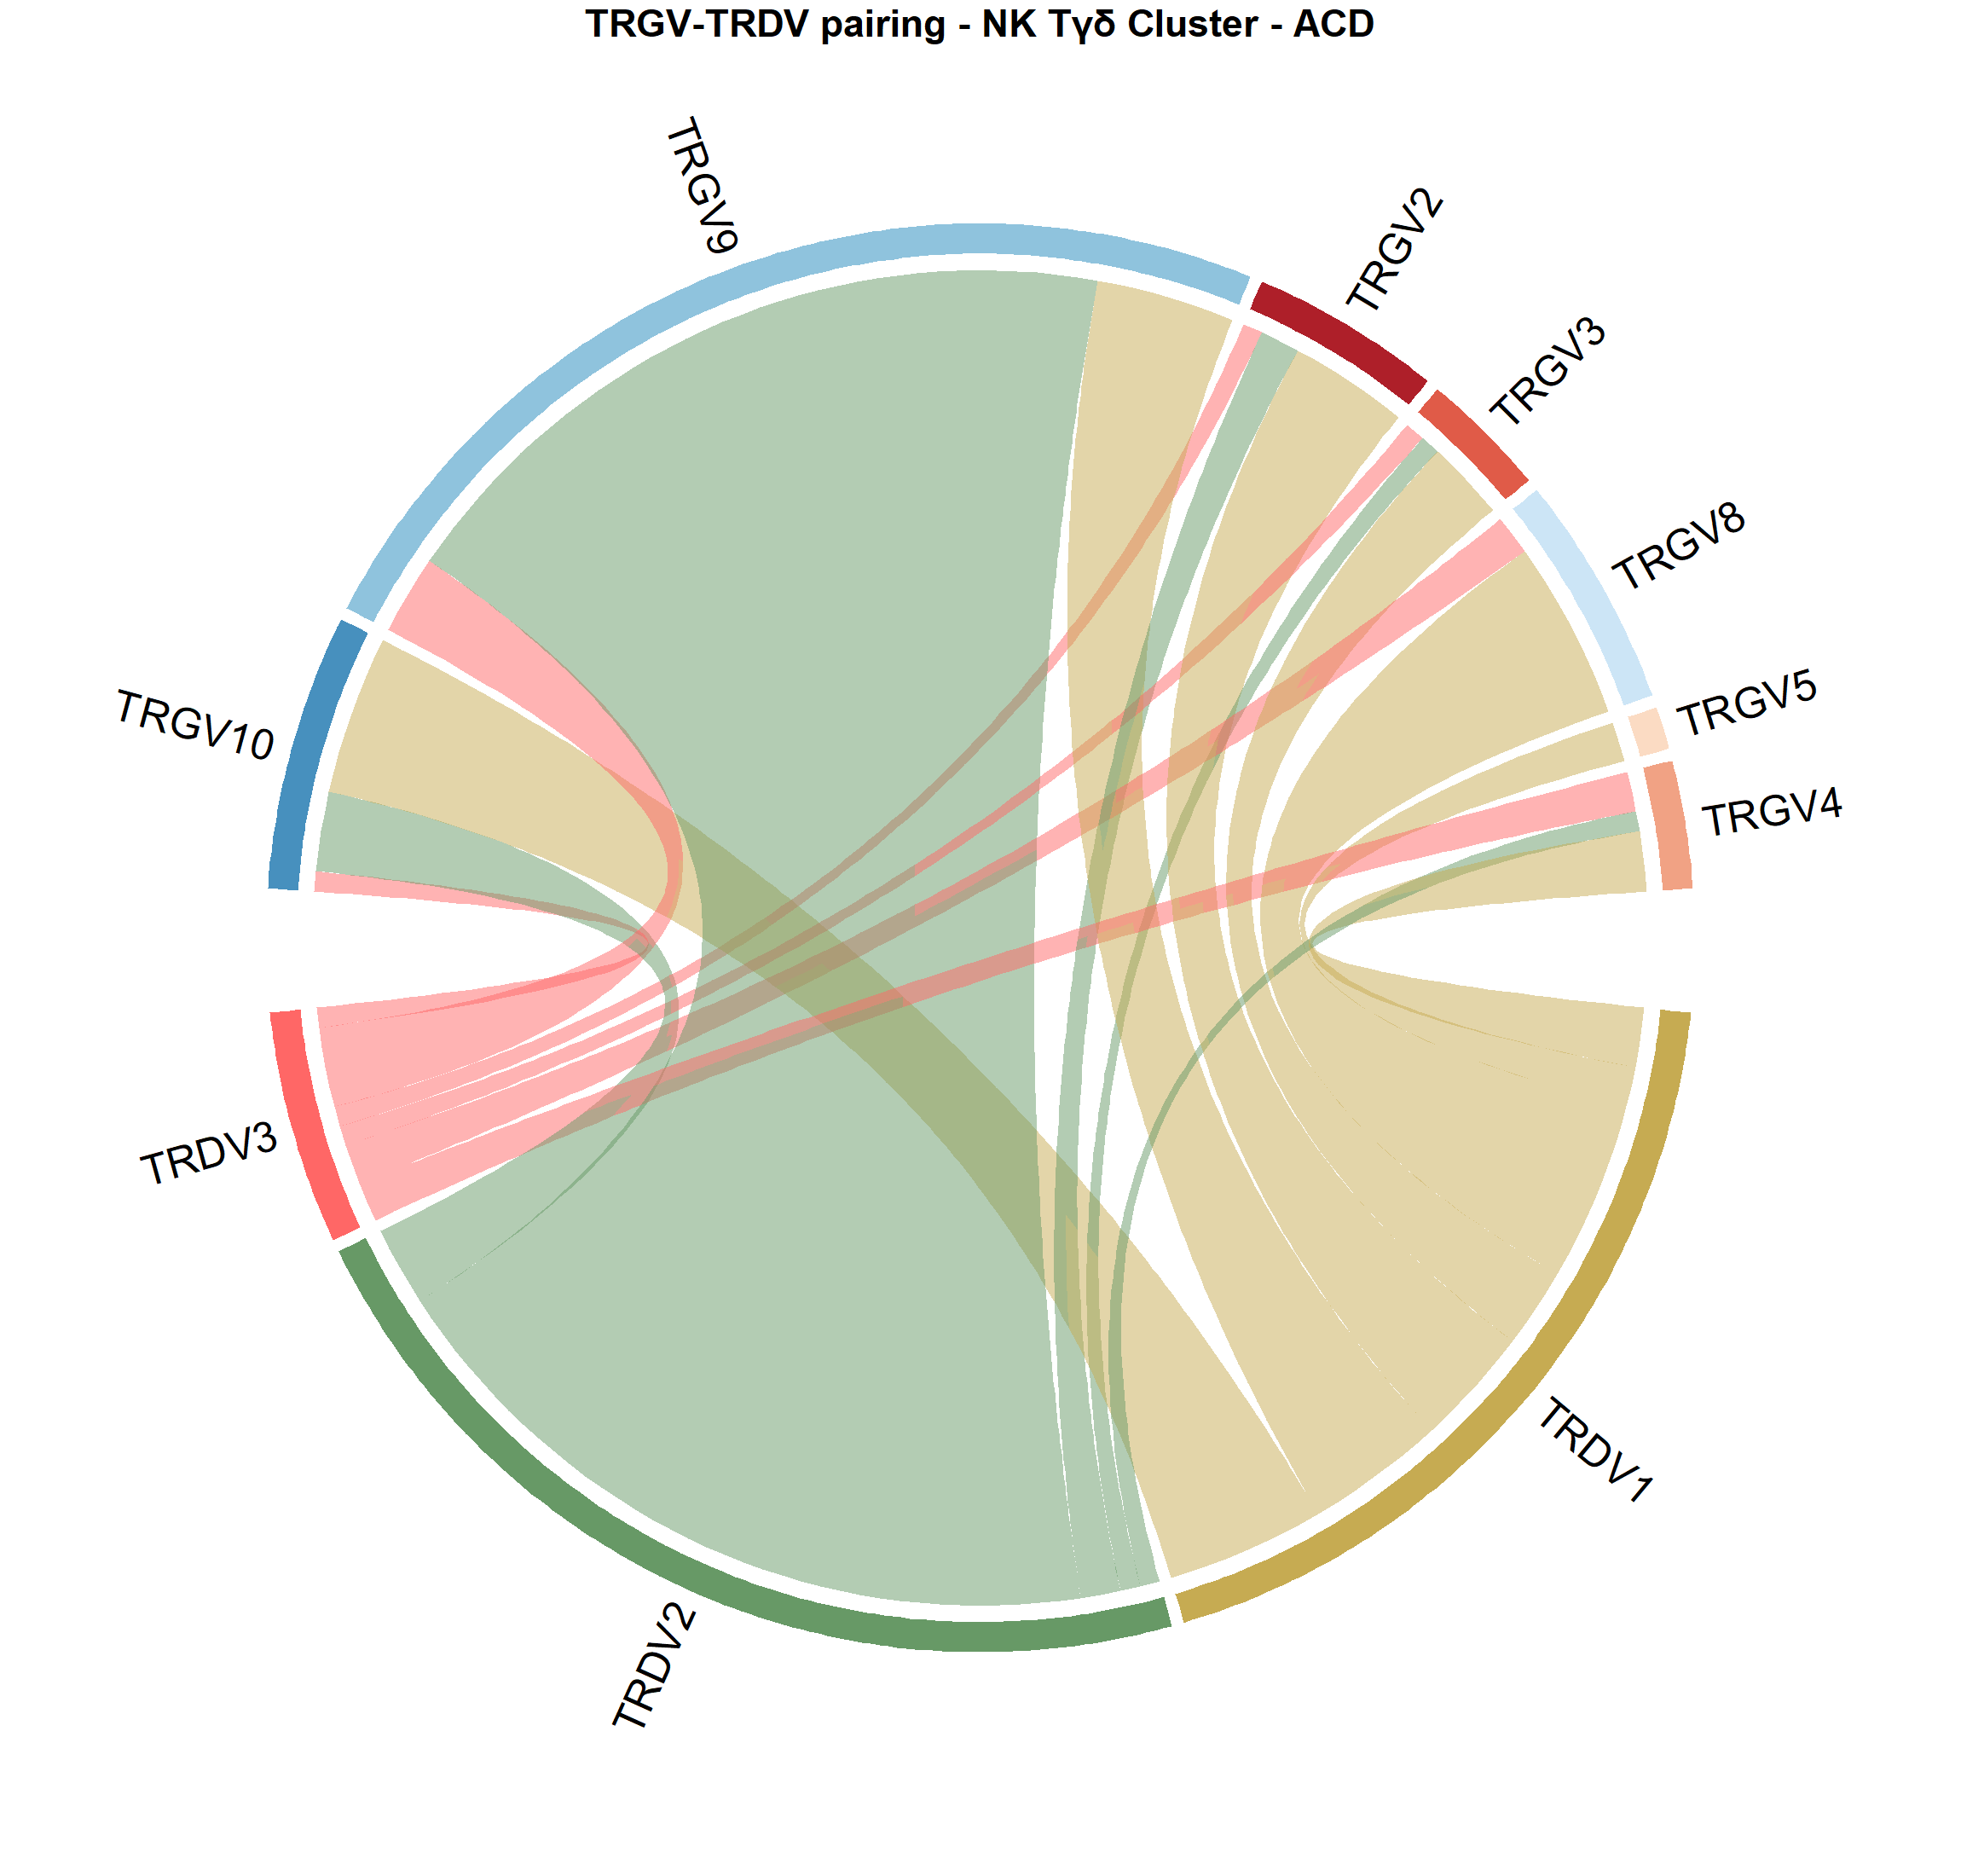 TRGV-TRDV pairing - NK Tγδ Cluster - ACD
TRGV9
TRGV2
TRGV3
TRGV8
TRGV5
TRGV4
TRGV10
TRDV3
TRDV1
TRDV2